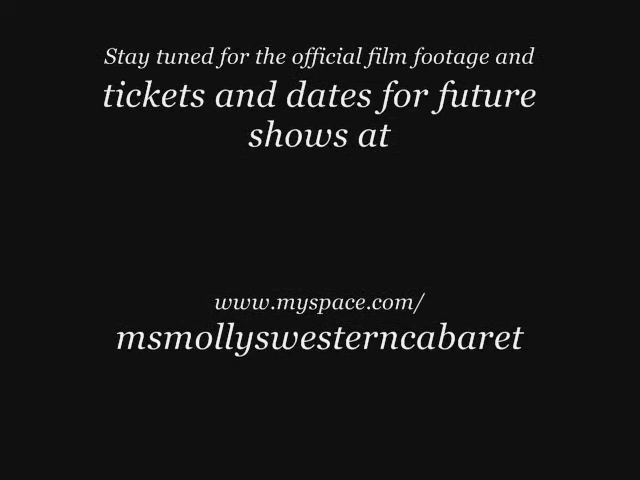 Stay tuned for the official film footage and
tickets and dates for future
shows at
www.myspace.com/
msmollyswesterncabaret